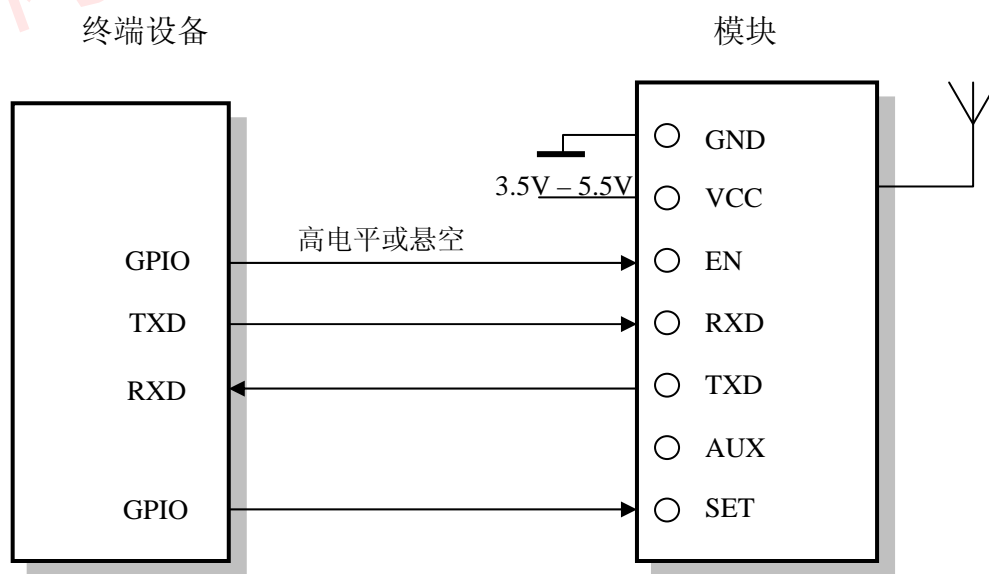 终端设备
模块
GND
3.5V – 5.5V
VCC
高电平或悬空
GPIO
EN
TXD
RXD
RXD
TXD
AUX
GPIO
SET